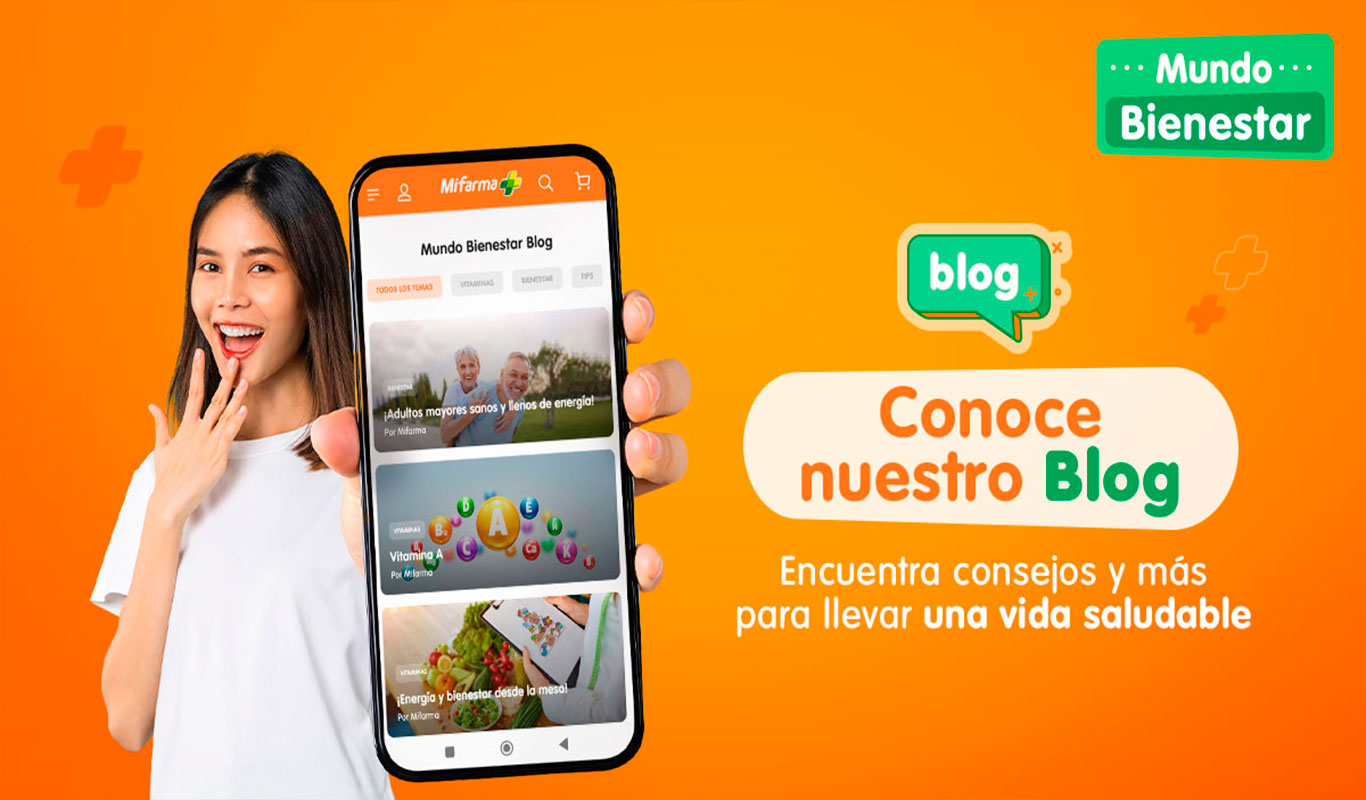 Mundo
Bienestar
Mifarma
Mundo Bienestar Blog
TODOS LOS TEMAS
VITAMINAS
BIENESTAR
TIPS
BIENESTAR
¡Adultos mayores sanos y llenos de energía!
Por Mifarma
D
E
A
B
C
Ca
K
VITAMINAS
Vitamina A
Por Mifarma
VITAMINAS
¡Energía y bienestar desde la mesa!
Por Mifarma
blog
Conoce
nuestro Blog
Encuentra consejos y más
para llevar una vida saludable